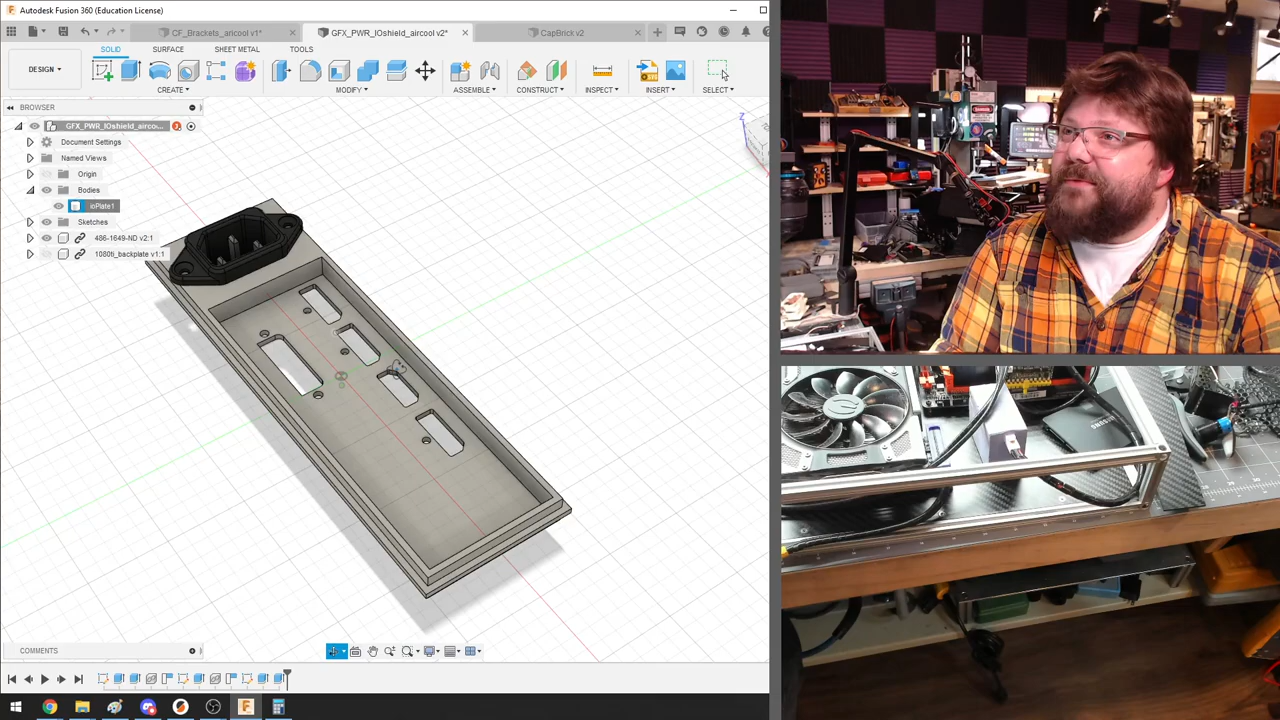 Autodesk Fusion 360 (Education License)
CF_Brackets_aircool v1*
GFX_PWR_IOshield_aircool v2*
CapBrick v2
SOLID
SURFACE
SHEET METAL
TOOLS
DESIGN
CREATE
MODIFY
ASSEMBLE
CONSTRUCT
INSPECT
INSERT
SELECT
BROWSER
GFX_PWR_IOshield_aircoo...
Document Settings
Named Views
Origin
Bodies
ioPlate1
Sketches
486-1649-ND v2:1
1080ti_backplate v1:1
Z
COMMENTS
SAMSUNG